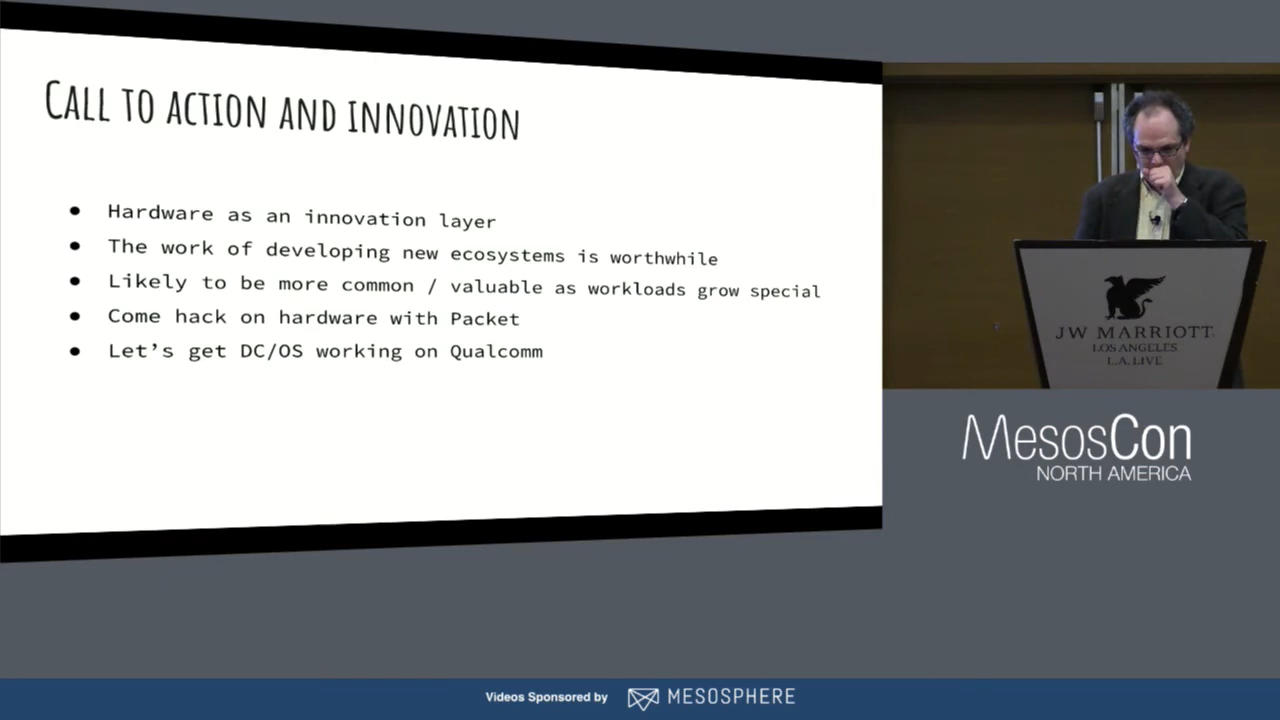 Call to action and innovation
Hardware as an innovation layer
The work of developing new ecosystems is worthwhile
Likely to be more common / valuable as workloads grow special
Come hack on hardware with Packet
Let's get DC/OS working on Qualcomm
JW MARRIOTT
LOS ANGELES
L.A. LIVE
MesosCon
NORTH AMERICA
Videos Sponsored by MESOSPHERE